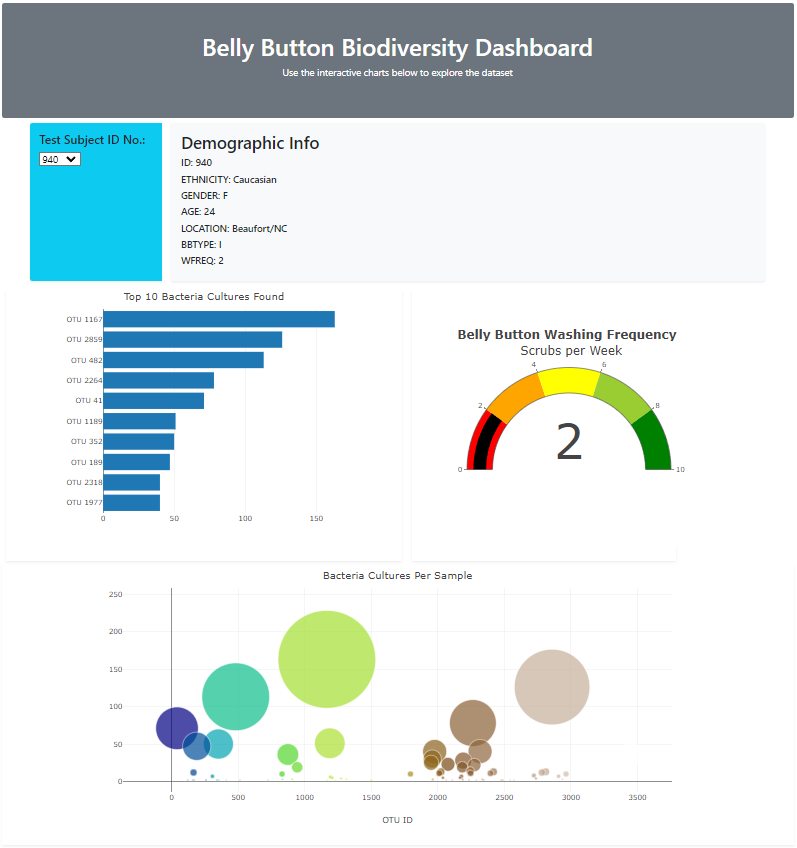 Belly Button Biodiversity Dashboard
Use the interactive charts below to explore the dataset
Test Subject ID No.:
940
Demographic Info
ID: 940
ETHNICITY: Caucasian
GENDER: F
AGE: 24
LOCATION: Beaufort/NC
BBTYPE: I
WFREQ: 2
Top 10 Bacteria Cultures Found
OTU 1167
OTU 2859
OTU 482
OTU 2264
OTU 41
OTU 1189
OTU 352
OTU 189
OTU 2318
OTU 1977
0 50 100 150
Belly Button Washing Frequency
Scrubs per Week
0 2 4 6 8 10
2
Bacteria Cultures Per Sample
250
200
150
100
50
0
0 500 1000 1500 2000 2500 3000 3500
OTU ID